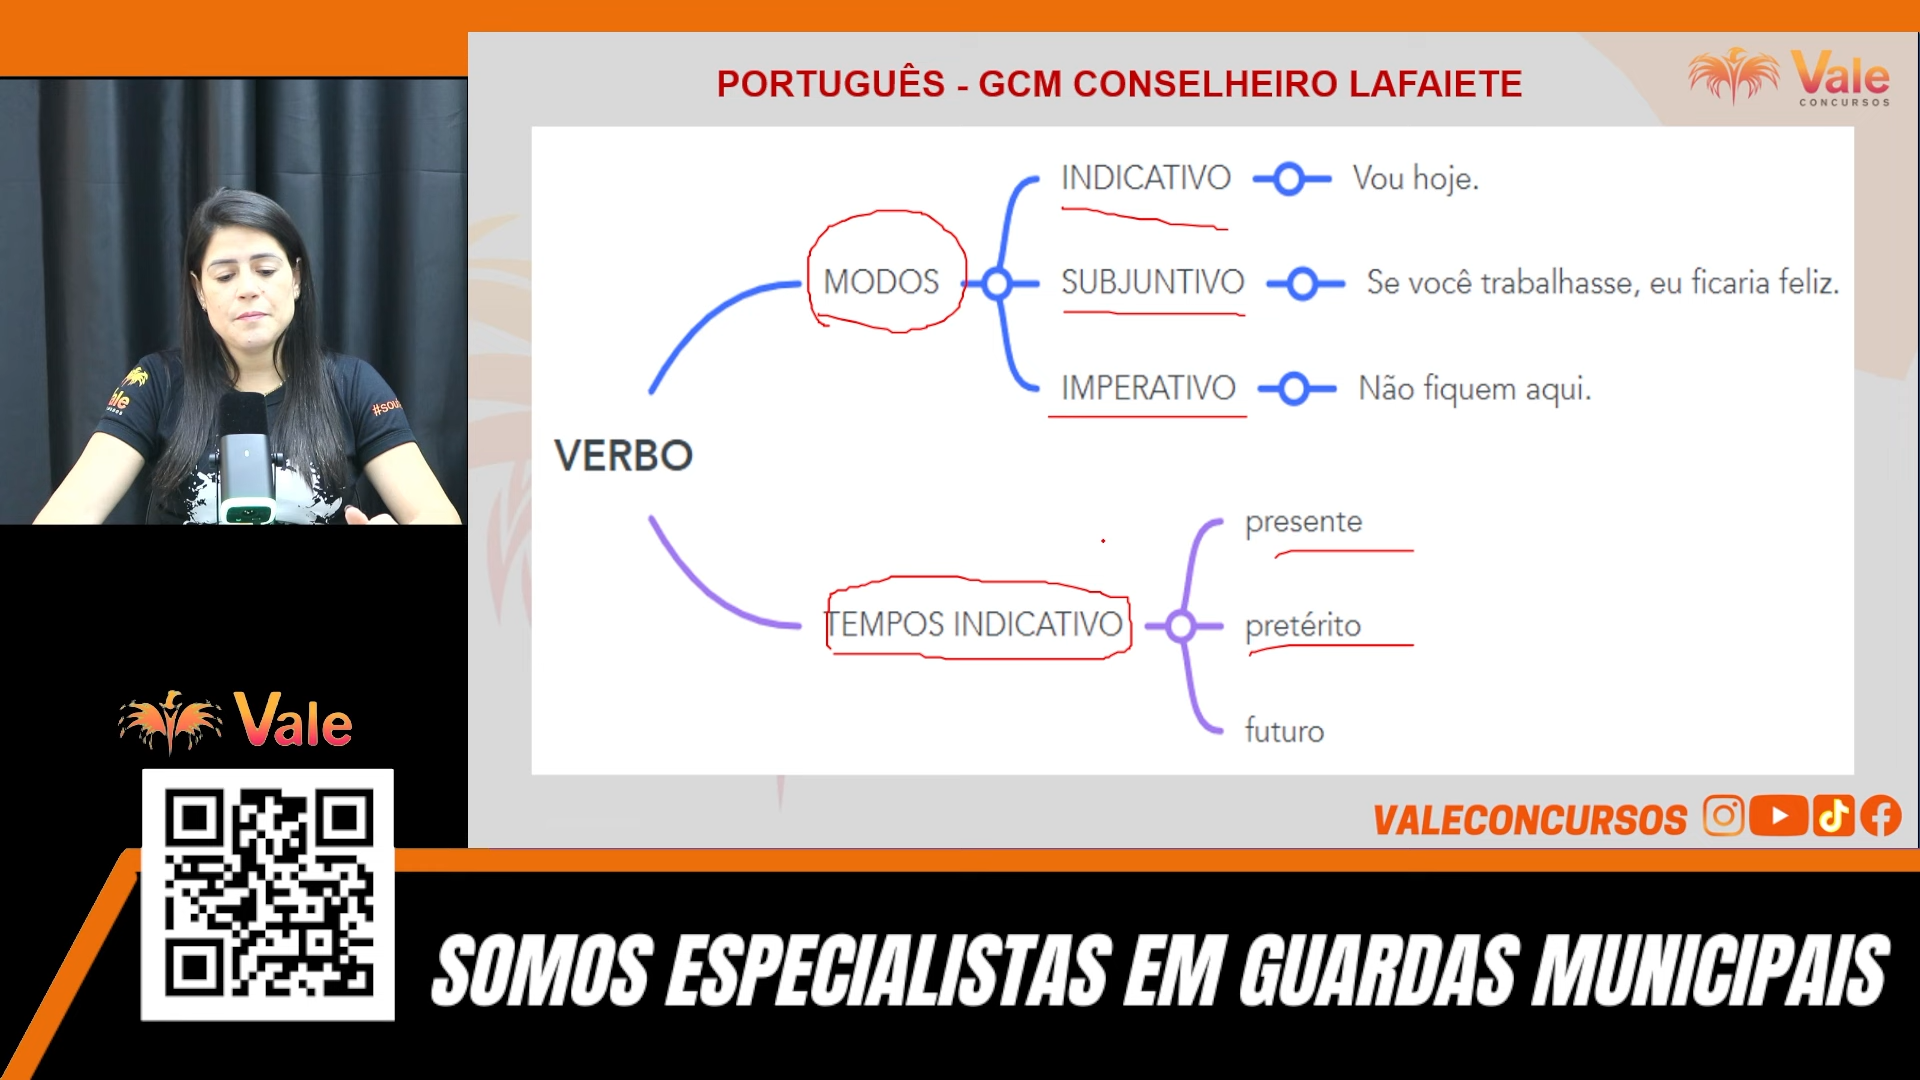 PORTUGUÊS - GCM CONSELHEIRO LAFAIETE
Vale
CONCURSOS
INDICATIVO
Vou hoje.
MODOS
SUBJUNTIVO
Se você trabalhasse, eu ficaria feliz.
IMPERATIVO
Não fiquem aqui.
VERBO
presente
TEMPOS INDICATIVO
pretérito
futuro
#sou
Vale
VALECONCURSOS
SOMOS ESPECIALISTAS EM GUARDAS MUNICIPAIS